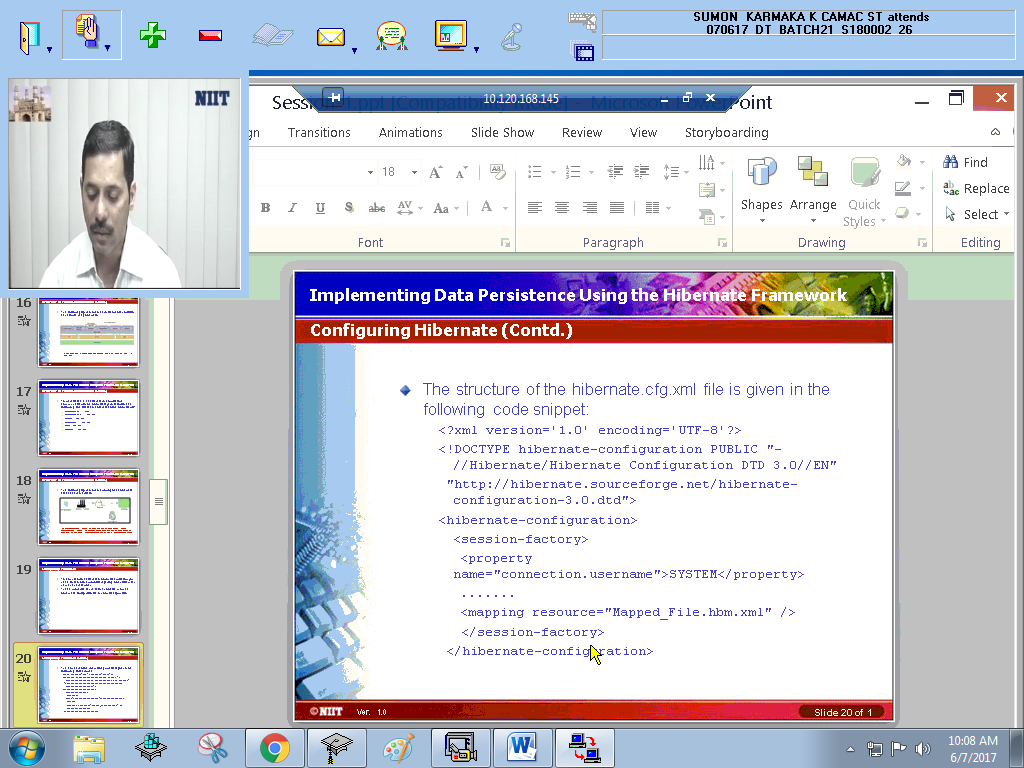 SUMON KARMAKA K CAMAC ST attends
070617_DT_BATCH21_S180002_26
NIIT
10.120.168.145
Transitions
Animations
Slide Show
Review
View
Storyboarding
18
B I U S abc AV Aa A
Font
Paragraph
Shapes
Arrange
Quick
Styles
Drawing
Find
Replace
Select
Editing
16
17
18
19
20
Implementing Data Persistence Using the Hibernate Framework
Configuring Hibernate (Contd.)
The structure of the hibernate.cfg.xml file is given in the
following code snippet:
<?xml version='1.0' encoding='UTF-8'?>
<!DOCTYPE hibernate-configuration PUBLIC "-
//Hibernate/Hibernate Configuration DTD 3.0//EN"
"http://hibernate.sourceforge.net/hibernate-
configuration-3.0.dtd">
<hibernate-configuration>
<session-factory>
<property
name="connection.username">SYSTEM</property>
.......
<mapping resource="Mapped_File.hbm.xml" />
</session-factory>
</hibernate-configuration>
© NIIT
Ver. 1.0
Slide 20 of 1
10:08 AM
6/7/2017